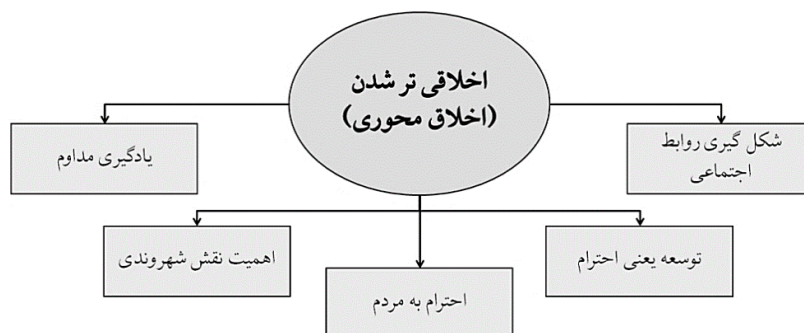 اخلاقی تر شدن
(اخلاق محوری)
شکل گیری روابط
اجتماعی
یادگیری مداوم
توسعه یعنی احترام
احترام به مردم
اهمیت نقش شهروندی